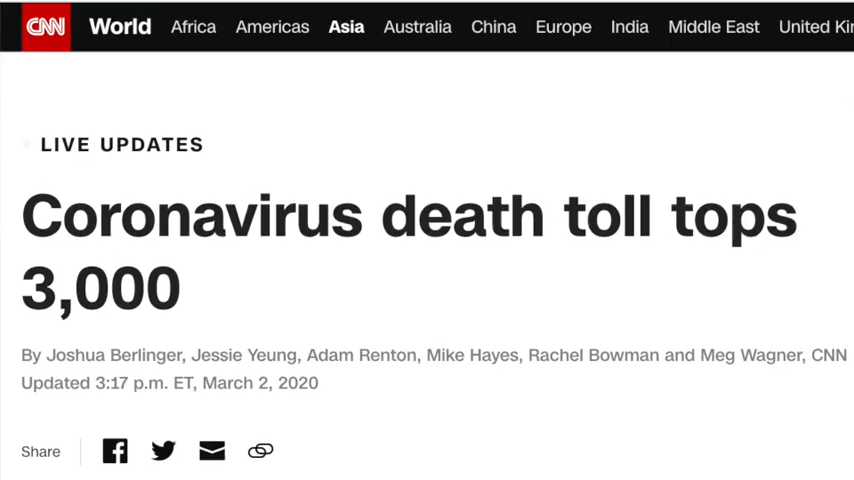 CNN World Africa Americas Asia Australia China Europe India Middle East United Ki
LIVE UPDATES
Coronavirus death toll tops
3,000
By Joshua Berlinger, Jessie Yeung, Adam Renton, Mike Hayes, Rachel Bowman and Meg Wagner, CNN
Updated 3:17 p.m. ET, March 2, 2020
Share